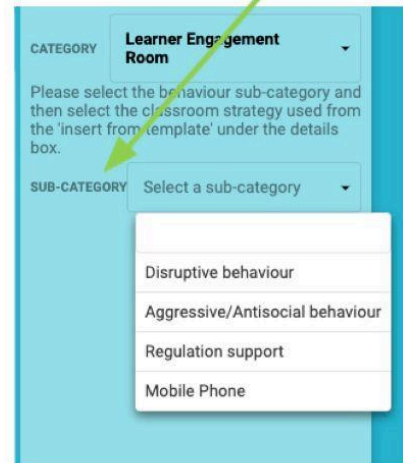 CATEGORY Learner Engagement
Room
Please select the behaviour sub-category and
then select the classroom strategy used from
the 'insert from template' under the details
box.
SUB-CATEGORY Select a sub-category
Disruptive behaviour
Aggressive/Antisocial behaviour
Regulation support
Mobile Phone